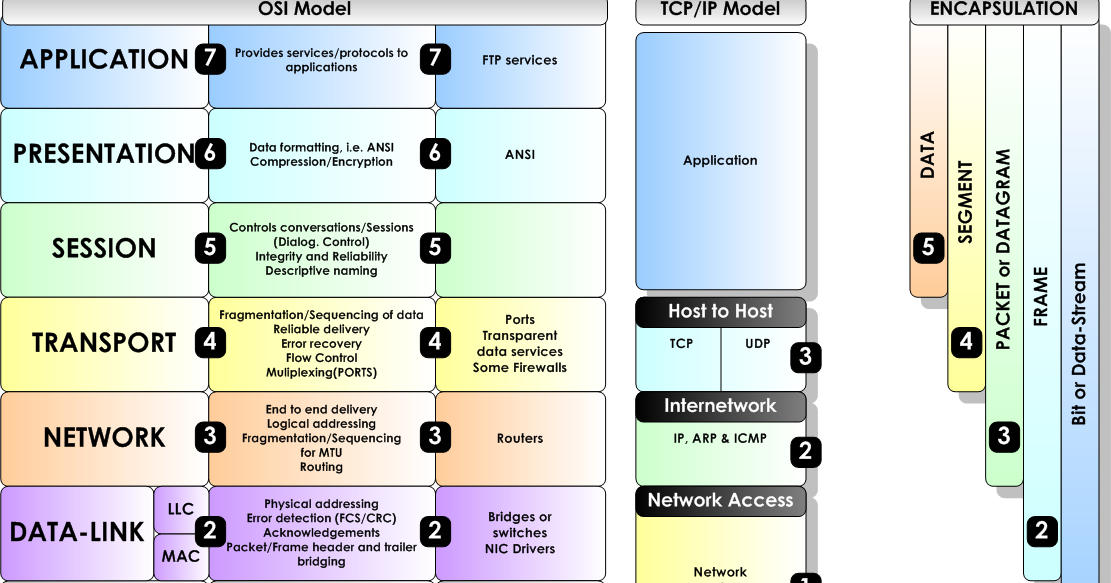 OSI Model
APPLICATION
7
Provides services/protocols to
applications
7
FTP services
PRESENTATION
6
Data formatting, i.e. ANSI
Compression/Encryption
6
ANSI
SESSION
5
Controls conversations/Sessions
(Dialog. Control)
Integrity and Reliability
Descriptive naming
5
TRANSPORT
4
Fragmentation/Sequencing of data
Reliable delivery
Error recovery
Flow Control
Muliplexing(PORTS)
4
Ports
Transparent
data services
Some Firewalls
NETWORK
3
End to end delivery
Logical addressing
Fragmentation/Sequencing
for MTU
Routing
3
Routers
DATA-LINK
LLC
MAC
2
Physical addressing
Error detection (FCS/CRC)
Acknowledgements
Packet/Frame header and trailer
bridging
2
Bridges or
switches
NIC Drivers
TCP/IP Model
Application
Host to Host
TCP
UDP
3
Internetwork
IP, ARP & ICMP
2
Network Access
Network
1
ENCAPSULATION
DATA
5
SEGMENT
4
PACKET or DATAGRAM
3
FRAME
2
Bit or Data-Stream